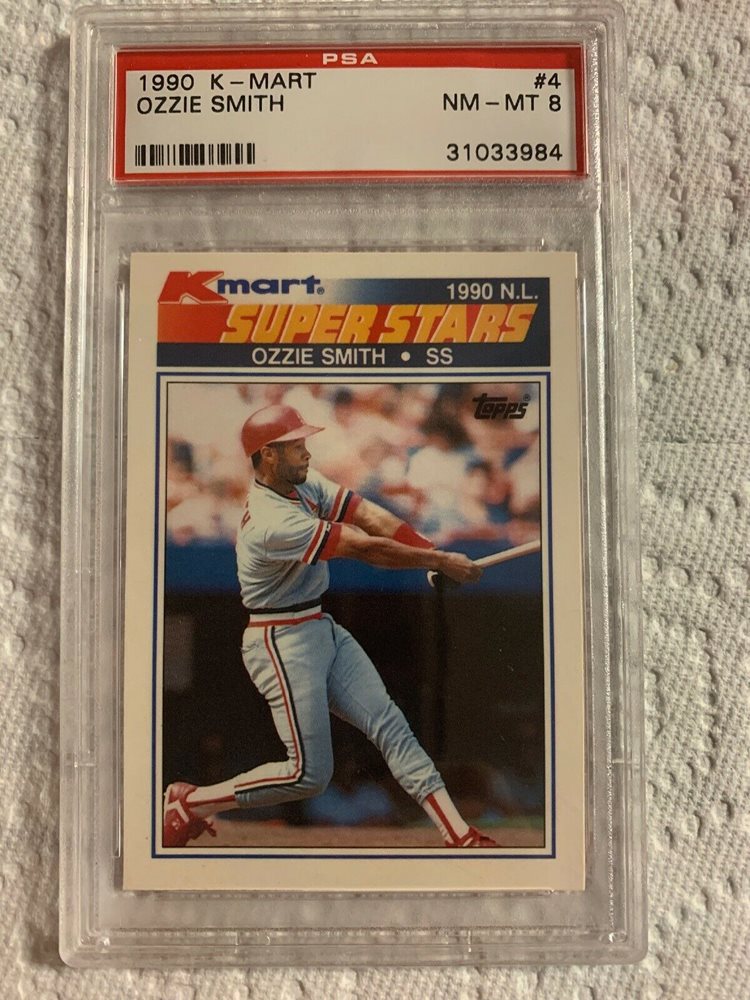 PSA
1990 K-MART #4
OZZIE SMITH NM-MT 8
31033984
Kmart®
1990 N.L.
SUPER STARS
OZZIE SMITH • SS
Topps®